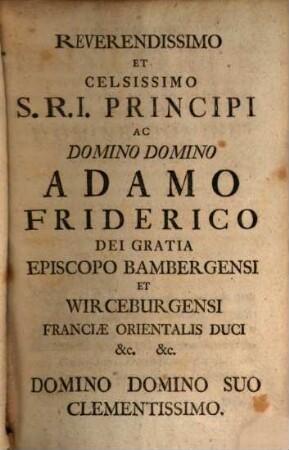 REVERENDISSIMO
ET
CELSISSIMO
S. R. I. PRINCIPI
AC
DOMINO DOMINO
ADAMO
FRIDERICO
DEI GRATIA
EPISCOPO BAMBERGENSI
ET
WIRCEBURGENSI
FRANCIÆ ORIENTALIS DUCI
&c. &c.
DOMINO DOMINO SUO
CLEMENTISSIMO.